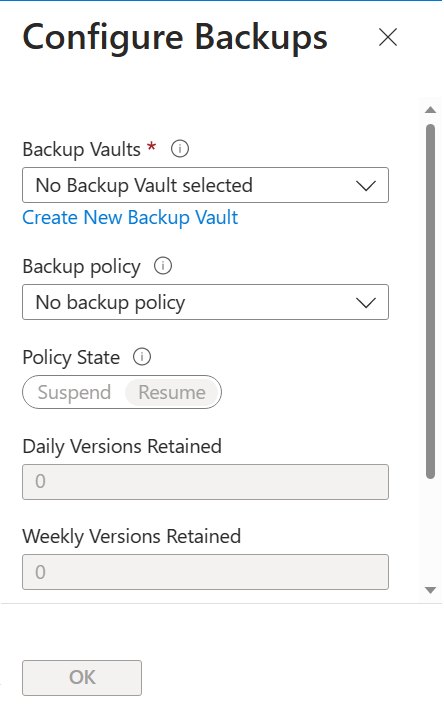 Configure Backups
Backup Vaults *
No Backup Vault selected
Create New Backup Vault
Backup policy
No backup policy
Policy State
Suspend Resume
Daily Versions Retained
0
Weekly Versions Retained
0
OK